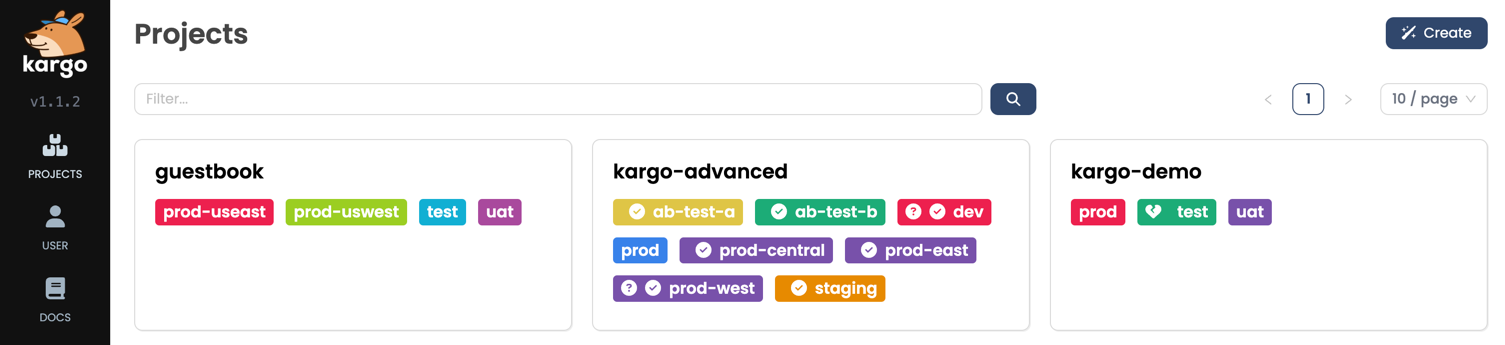 kargo
v1.1.2
PROJECTS
USER
DOCS
Projects
Create
Filter...
1
10 / page
guestbook
prod-useast prod-uswest test uat
kargo-advanced
ab-test-a ab-test-b ? dev
prod prod-central prod-east
? prod-west staging
kargo-demo
prod test uat